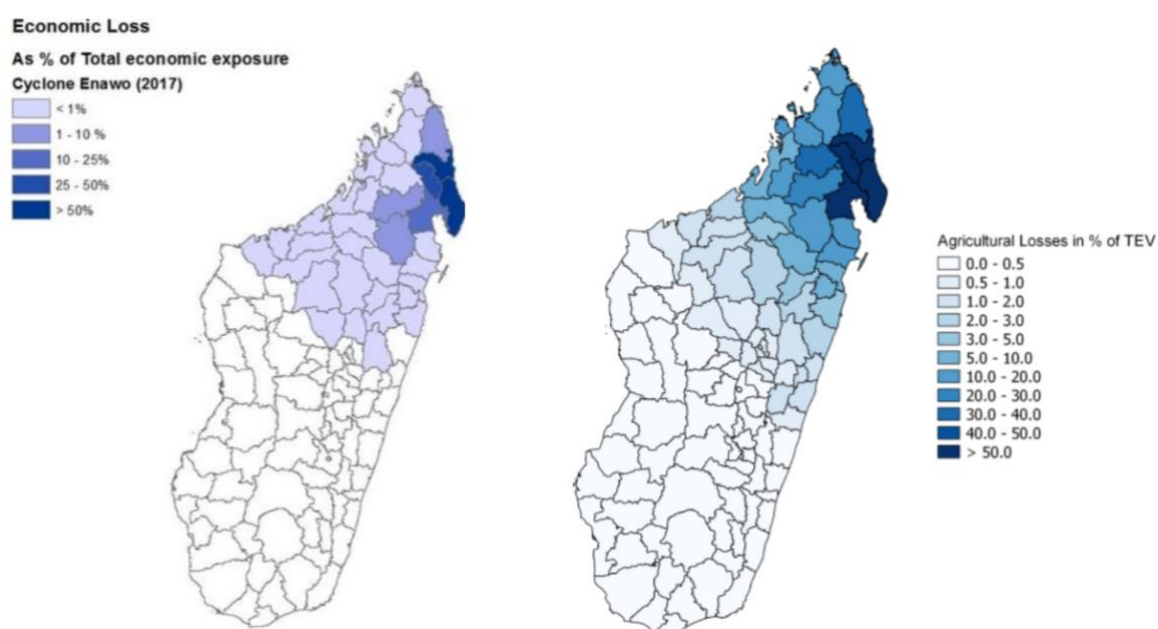 Economic Loss
As % of Total economic exposure
Cyclone Enawo (2017)
< 1%
1 - 10 %
10 - 25%
25 - 50%
> 50%
Agricultural Losses in % of TEV
0.0 - 0.5
0.5 - 1.0
1.0 - 2.0
2.0 - 3.0
3.0 - 5.0
5.0 - 10.0
10.0 - 20.0
20.0 - 30.0
30.0 - 40.0
40.0 - 50.0
> 50.0